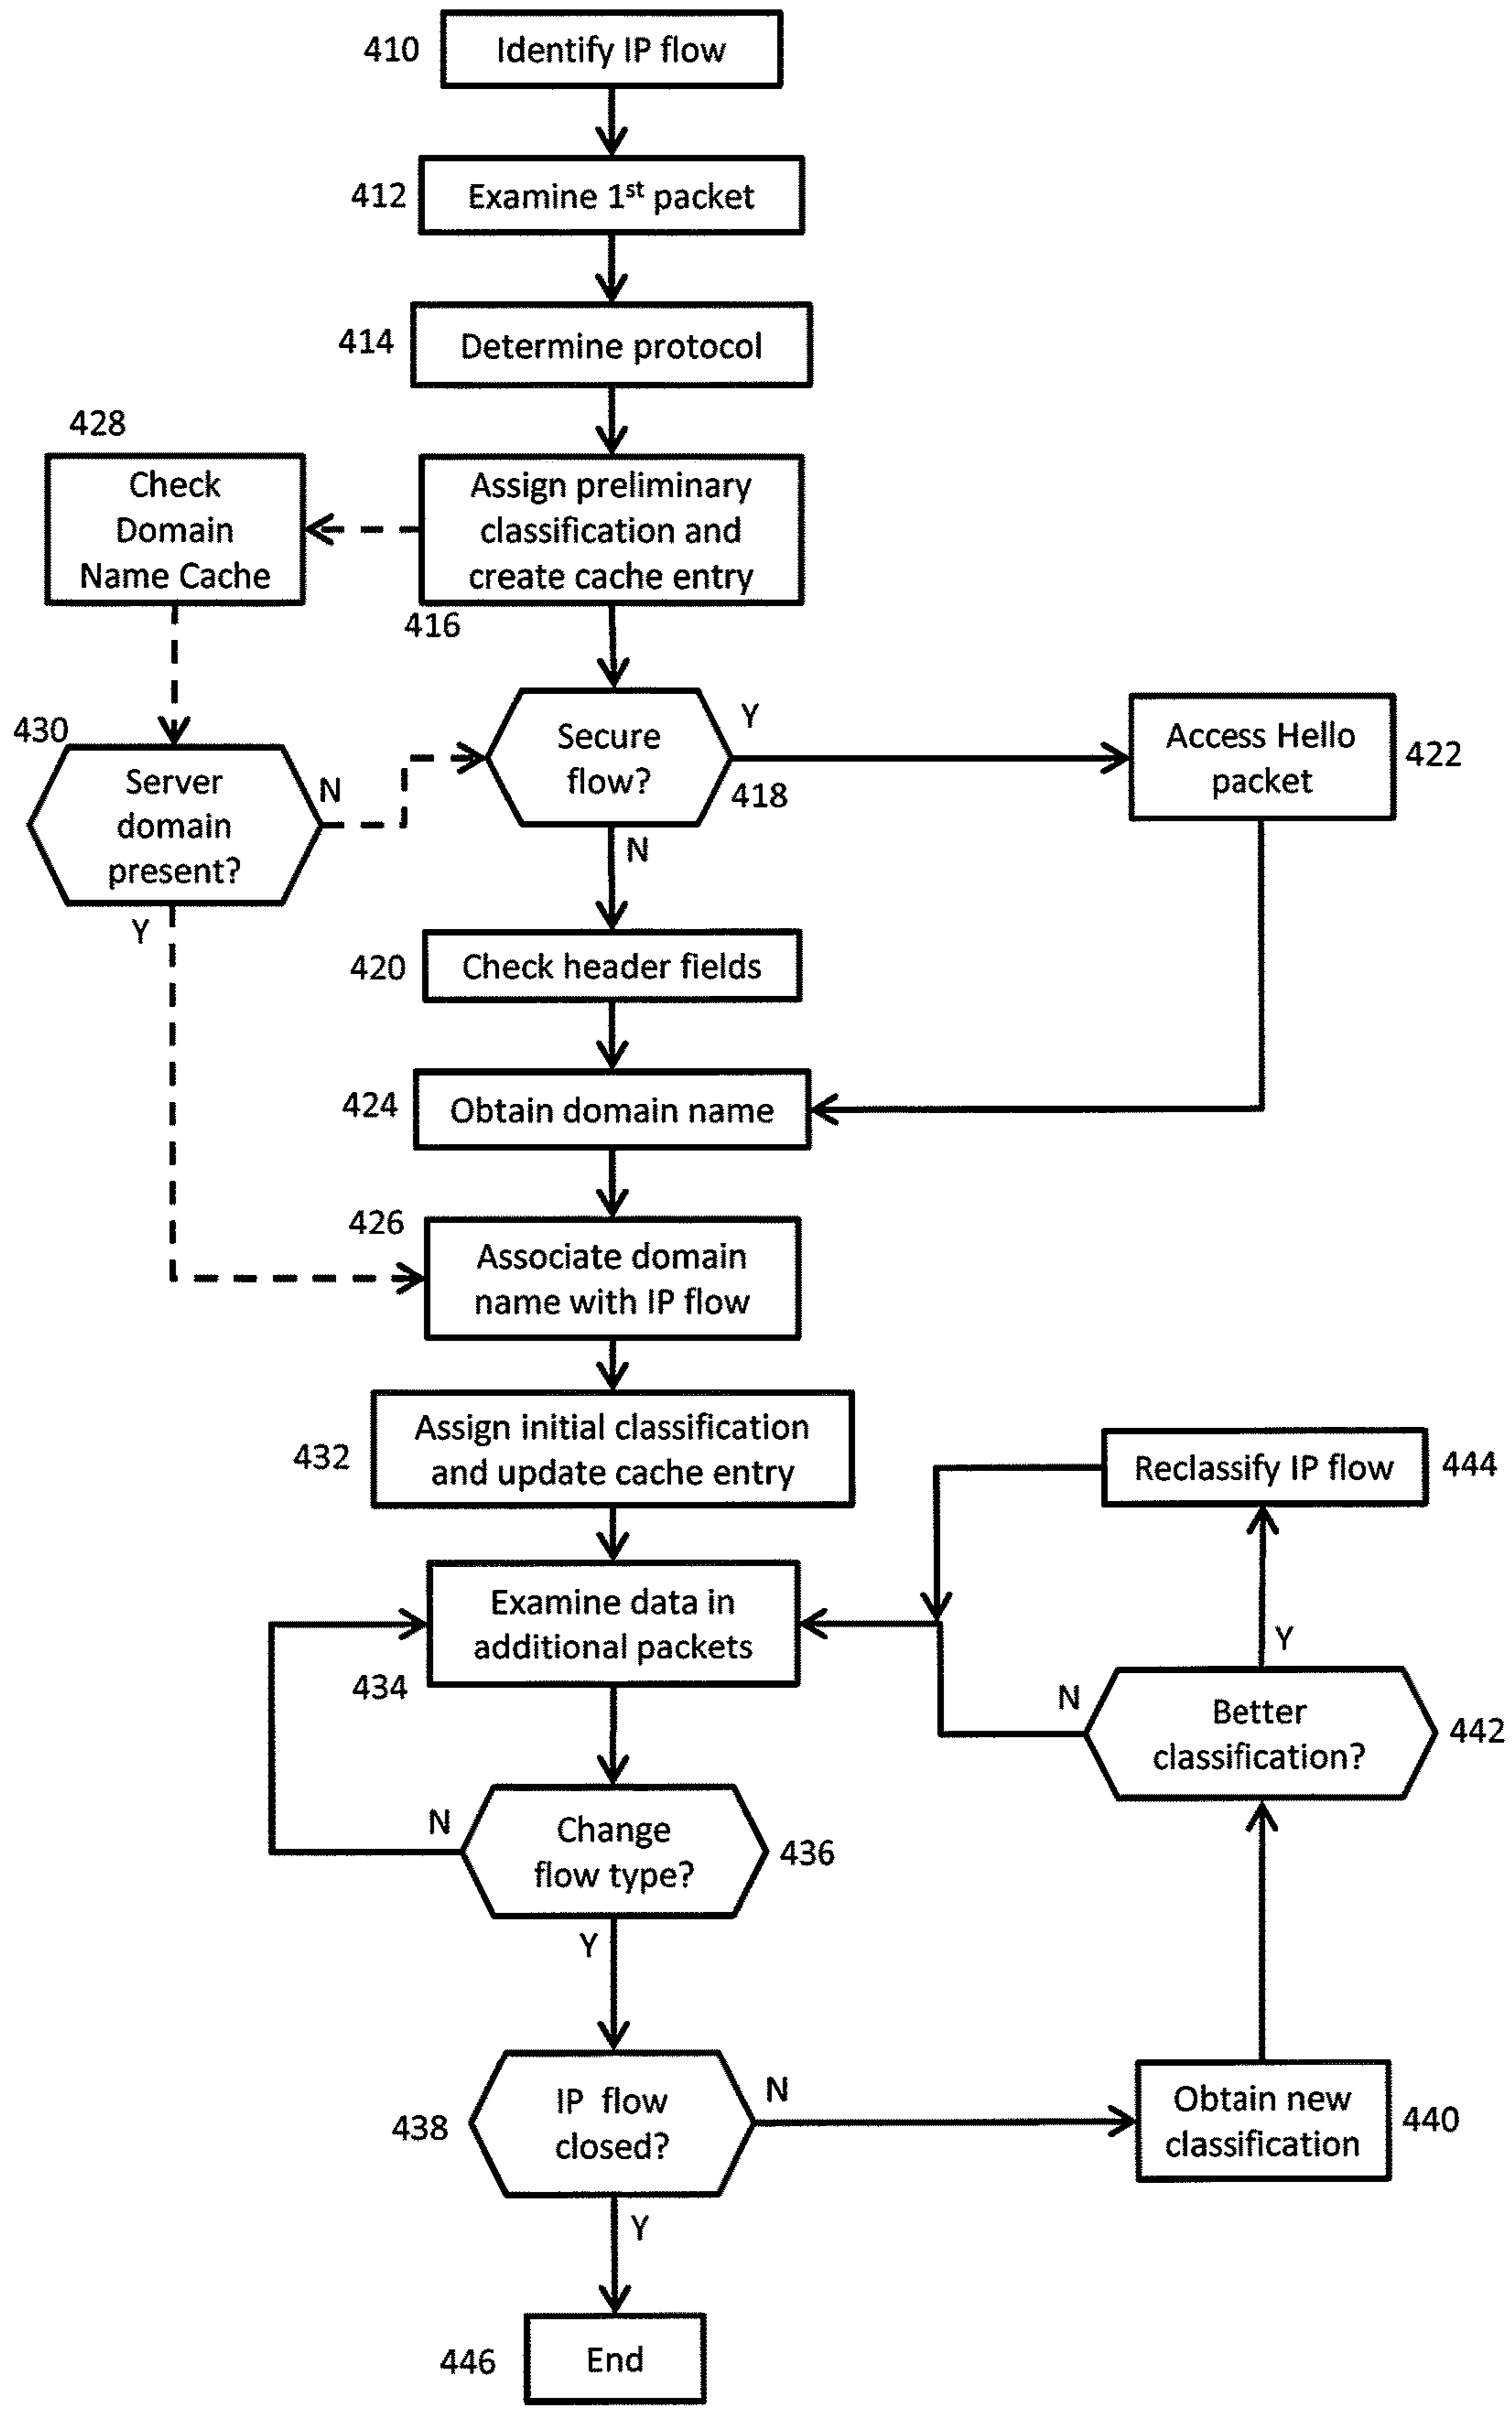 410
Identify IP flow
412
Examine 1st packet
414
Determine protocol
428
Check
Domain
Name Cache
Assign preliminary
classification and
create cache entry
416
430
Server
domain
present?
N
Y
Secure
flow?
418
Y
N
Access Hello
packet
422
420
Check header fields
424
Obtain domain name
426
Associate domain
name with IP flow
432
Assign initial classification
and update cache entry
Reclassify IP flow
444
Examine data in
additional packets
434
Y
N
Better
classification?
442
N
Change
flow type?
436
Y
438
IP flow
closed?
N
Obtain new
classification
440
Y
446
End